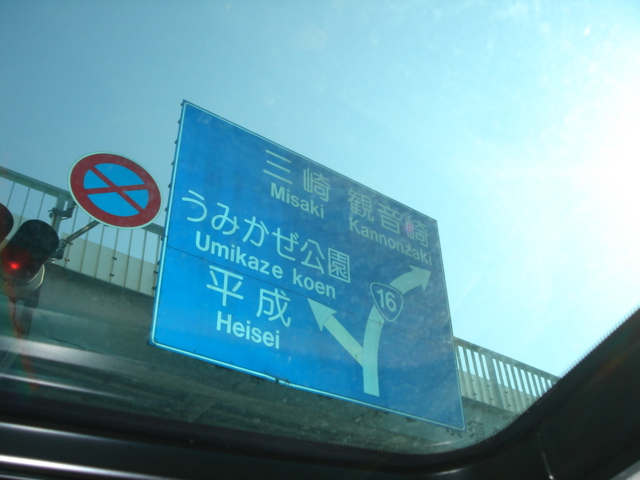 三崎 観音崎
Misaki Kannonzaki
うみかぜ公園
Umikaze koen
平成
Heisei
16